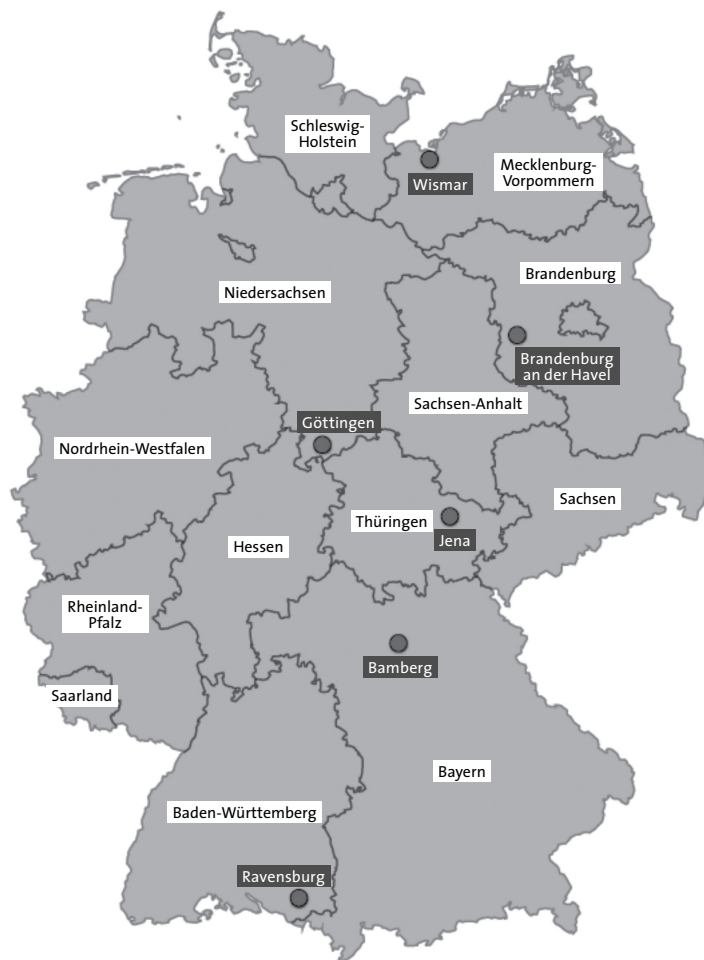 Schleswig-
Holstein
Mecklenburg-
Vorpommern
Wismar
Brandenburg
Niedersachsen
Brandenburg
an der Havel
Sachsen-Anhalt
Göttingen
Nordrhein-Westfalen
Sachsen
Thüringen
Jena
Hessen
Rheinland-
Pfalz
Bamberg
Saarland
Bayern
Baden-Württemberg
Ravensburg